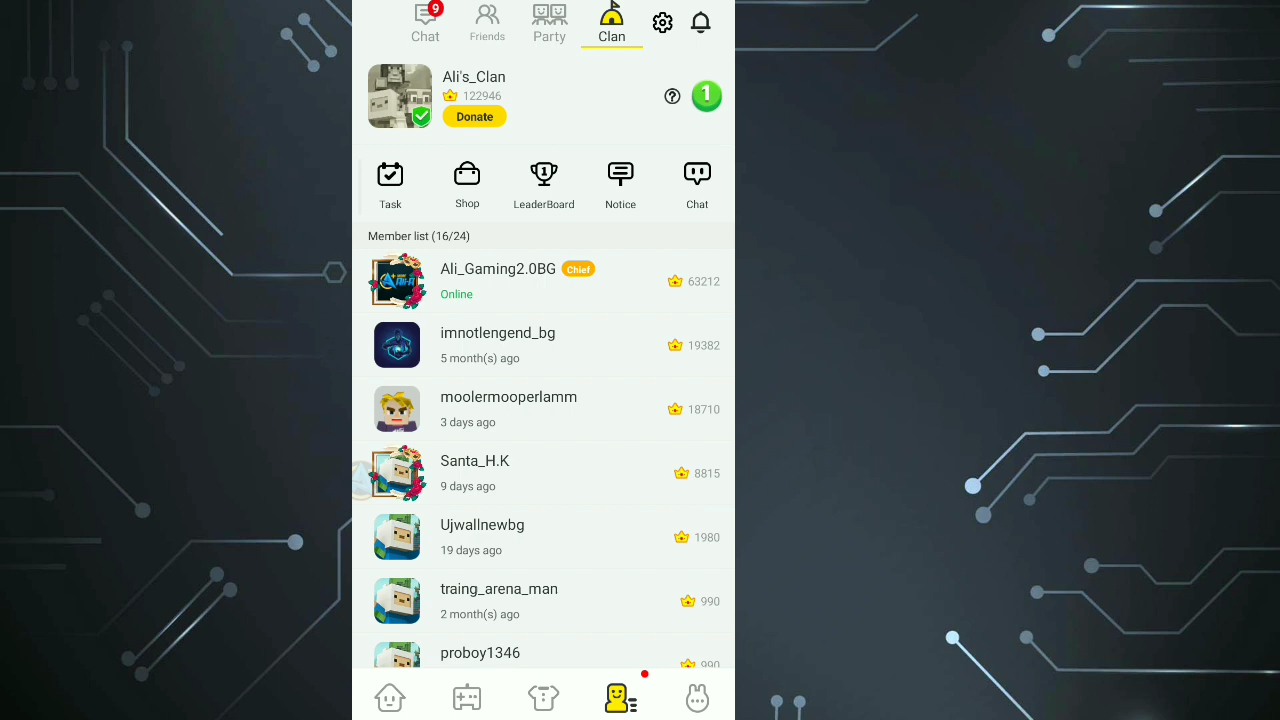 9
Chat
Friends
Party
Clan
Ali's_Clan
122946
Donate
1
Task
Shop
LeaderBoard
Notice
Chat
Member list (16/24)
Ali_Gaming2.0BG Chief
63212
Online
imnotlengend_bg
19382
5 month(s) ago
moolermooperlamm
18710
3 days ago
Santa_H.K
8815
9 days ago
Ujwallnewbg
1980
19 days ago
traing_arena_man
990
2 month(s) ago
proboy1346
990